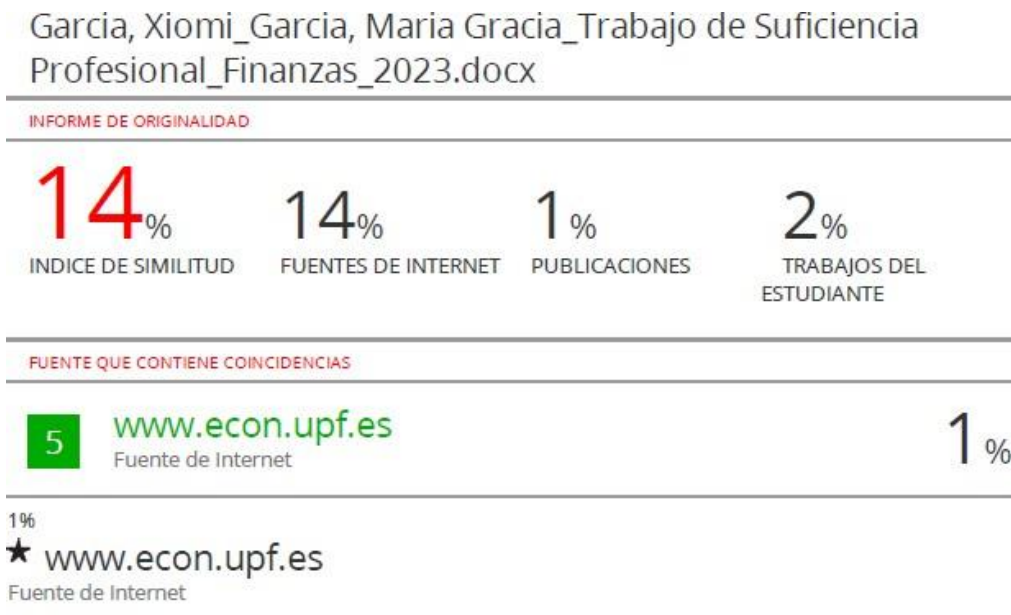 Garcia, Xiomi_Garcia, Maria Gracia_Trabajo de Suficiencia
Profesional_Finanzas_2023.docx
INFORME DE ORIGINALIDAD
14% 14% 1% 2%
INDICE DE SIMILITUD FUENTES DE INTERNET PUBLICACIONES TRABAJOS DEL
ESTUDIANTE
FUENTE QUE CONTIENE COINCIDENCIAS
5 www.econ.upf.es 1%
Fuente de Internet
1%
★ www.econ.upf.es
Fuente de Internet